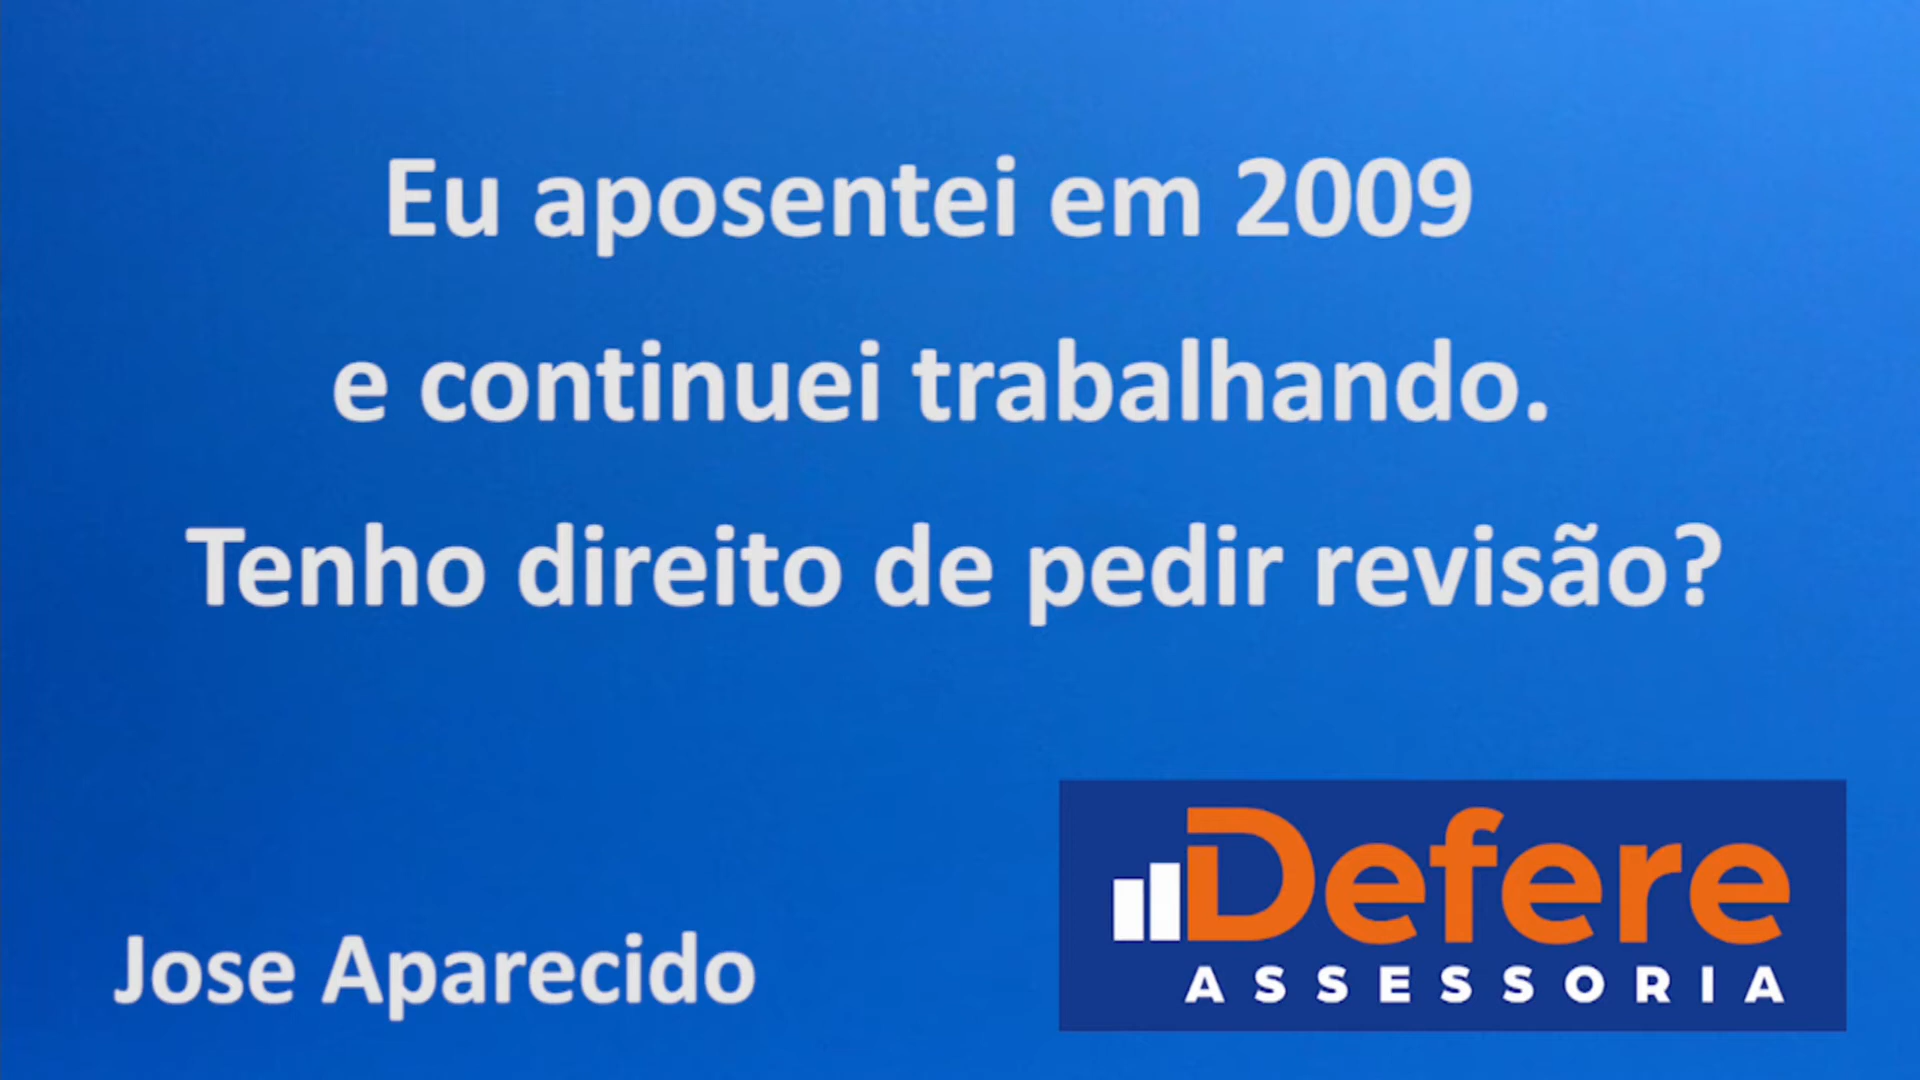 Eu aposentei em 2009
e continuei trabalhando.
Tenho direito de pedir revisão?
Jose Aparecido
Defere
ASSESSORIA